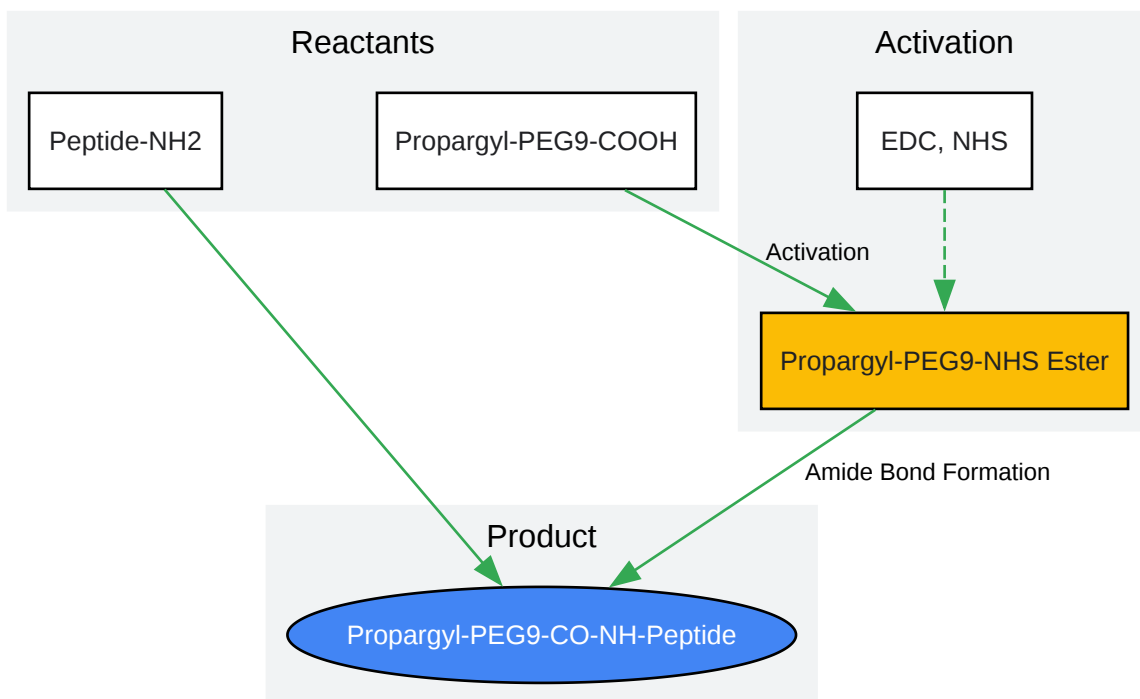 Reactants
Activation
Peptide-NH2
Propargyl-PEG9-COOH
EDC, NHS
Activation
Propargyl-PEG9-NHS Ester
Amide Bond Formation
Product
Propargyl-PEG9-CO-NH-Peptide